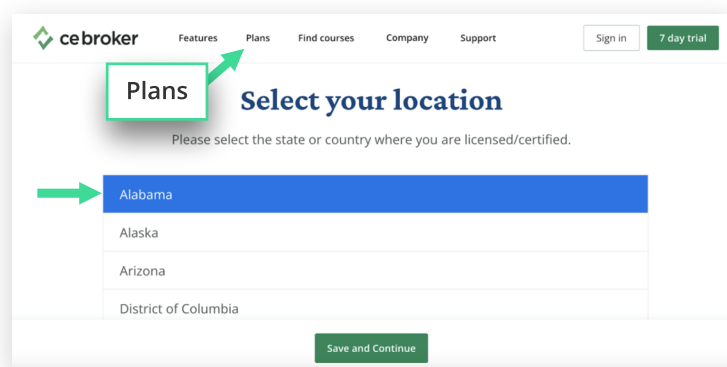 ce broker
Features Plans Find courses Company Support Sign in 7 day trial
Plans
Select your location
Please select the state or country where you are licensed/certified.
Alabama
Alaska
Arizona
District of Columbia
Save and Continue